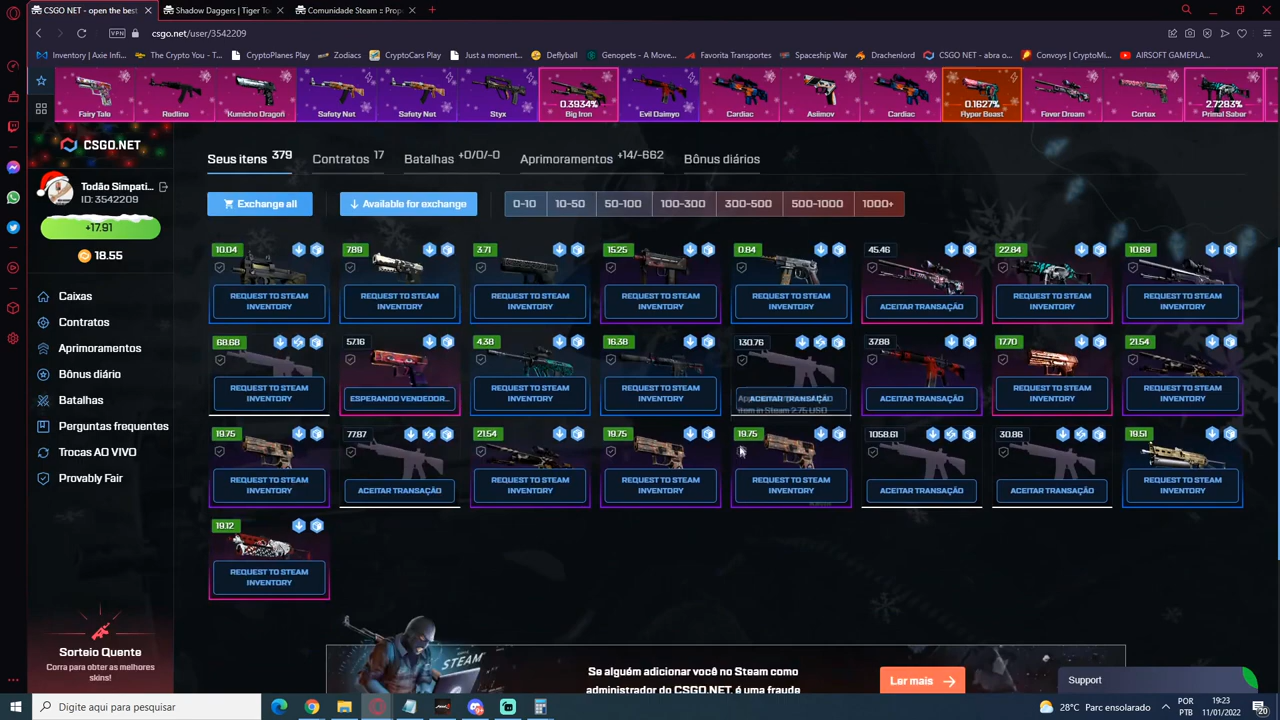 CSGO NET - open the best
Shadow Daggers | Tiger To
Comunidade Steam :: Prop
VPN
csgo.net/user/3542209
Inventory | Axie Infi...
The Crypto You - T...
CryptoPlanes Play
Zodiacs
CryptoCars Play
Just a moment...
Deflyball
Genopets - A Move...
Favorita Transportes
Spaceship War
Drachenlord
CSGO NET - abra o...
Convoys | CryptoMi...
AIRSOFT GAMEPLA...
0.3934%
0.1627%
2.7283%
Fairy Tale
Redline
Kumicho Dragon
Safety Net
Safety Net
Styx
Big Iron
Evil Daimyo
Cardiac
Asiimov
Cardiac
Hyper Beast
Fever Dream
Cortex
Primal Saber
CSGO.NET
Todão Simpati...
ID: 3542209
+17.91
18.55
Caixas
Contratos
Aprimoramentos
Bônus diário
Batalhas
Perguntas frequentes
Trocas AO VIVO
Provably Fair
Sorteio Quente
Corra para obter as melhores
skins!
Seus itens 379
Contratos 17
Batalhas +0/0/-0
Aprimoramentos +14/-662
Bônus diários
Exchange all
Available for exchange
0-10
10-50
50-100
100-300
300-500
500-1000
1000+
10.04
7.89
3.71
15.25
0.84
45.46
22.84
10.69
REQUEST TO STEAM
INVENTORY
REQUEST TO STEAM
INVENTORY
REQUEST TO STEAM
INVENTORY
REQUEST TO STEAM
INVENTORY
REQUEST TO STEAM
INVENTORY
ACEITAR TRANSAÇÃO
REQUEST TO STEAM
INVENTORY
REQUEST TO STEAM
INVENTORY
68.68
57.16
4.38
16.38
130.76
37.88
17.70
21.54
REQUEST TO STEAM
INVENTORY
ESPERANDO VENDEDOR...
REQUEST TO STEAM
INVENTORY
REQUEST TO STEAM
INVENTORY
ACEITAR TRANSAÇÃO
item in Steam 2.75 USD
ACEITAR TRANSAÇÃO
REQUEST TO STEAM
INVENTORY
REQUEST TO STEAM
INVENTORY
19.75
77.87
21.54
19.75
19.75
1058.61
30.86
19.51
REQUEST TO STEAM
INVENTORY
ACEITAR TRANSAÇÃO
REQUEST TO STEAM
INVENTORY
REQUEST TO STEAM
INVENTORY
REQUEST TO STEAM
INVENTORY
ACEITAR TRANSAÇÃO
ACEITAR TRANSAÇÃO
REQUEST TO STEAM
INVENTORY
19.12
REQUEST TO STEAM
INVENTORY
STEAM
Se alguém adicionar você no Steam como
administrador do CSGO.NET, é uma fraude
Ler mais
Support
Digite aqui para pesquisar
28°C Parc ensolarado
POR
PTB
19:23
11/01/2022
20